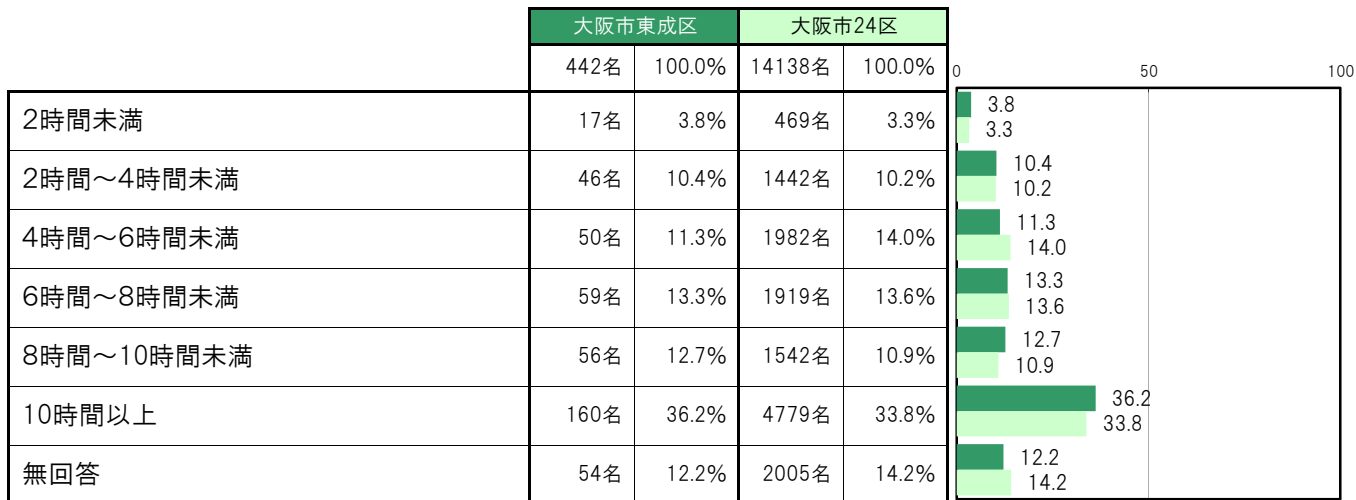 大阪市東成区 大阪市24区
442名 100.0% 14138名 100.0% 0 50 100
2時間未満 17名 3.8% 469名 3.3% 3.8
3.3
2時間～4時間未満 46名 10.4% 1442名 10.2% 10.4
10.2
4時間～6時間未満 50名 11.3% 1982名 14.0% 11.3
14.0
6時間～8時間未満 59名 13.3% 1919名 13.6% 13.3
13.6
8時間～10時間未満 56名 12.7% 1542名 10.9% 12.7
10.9
10時間以上 160名 36.2% 4779名 33.8% 36.2
33.8
無回答 54名 12.2% 2005名 14.2% 12.2
14.2